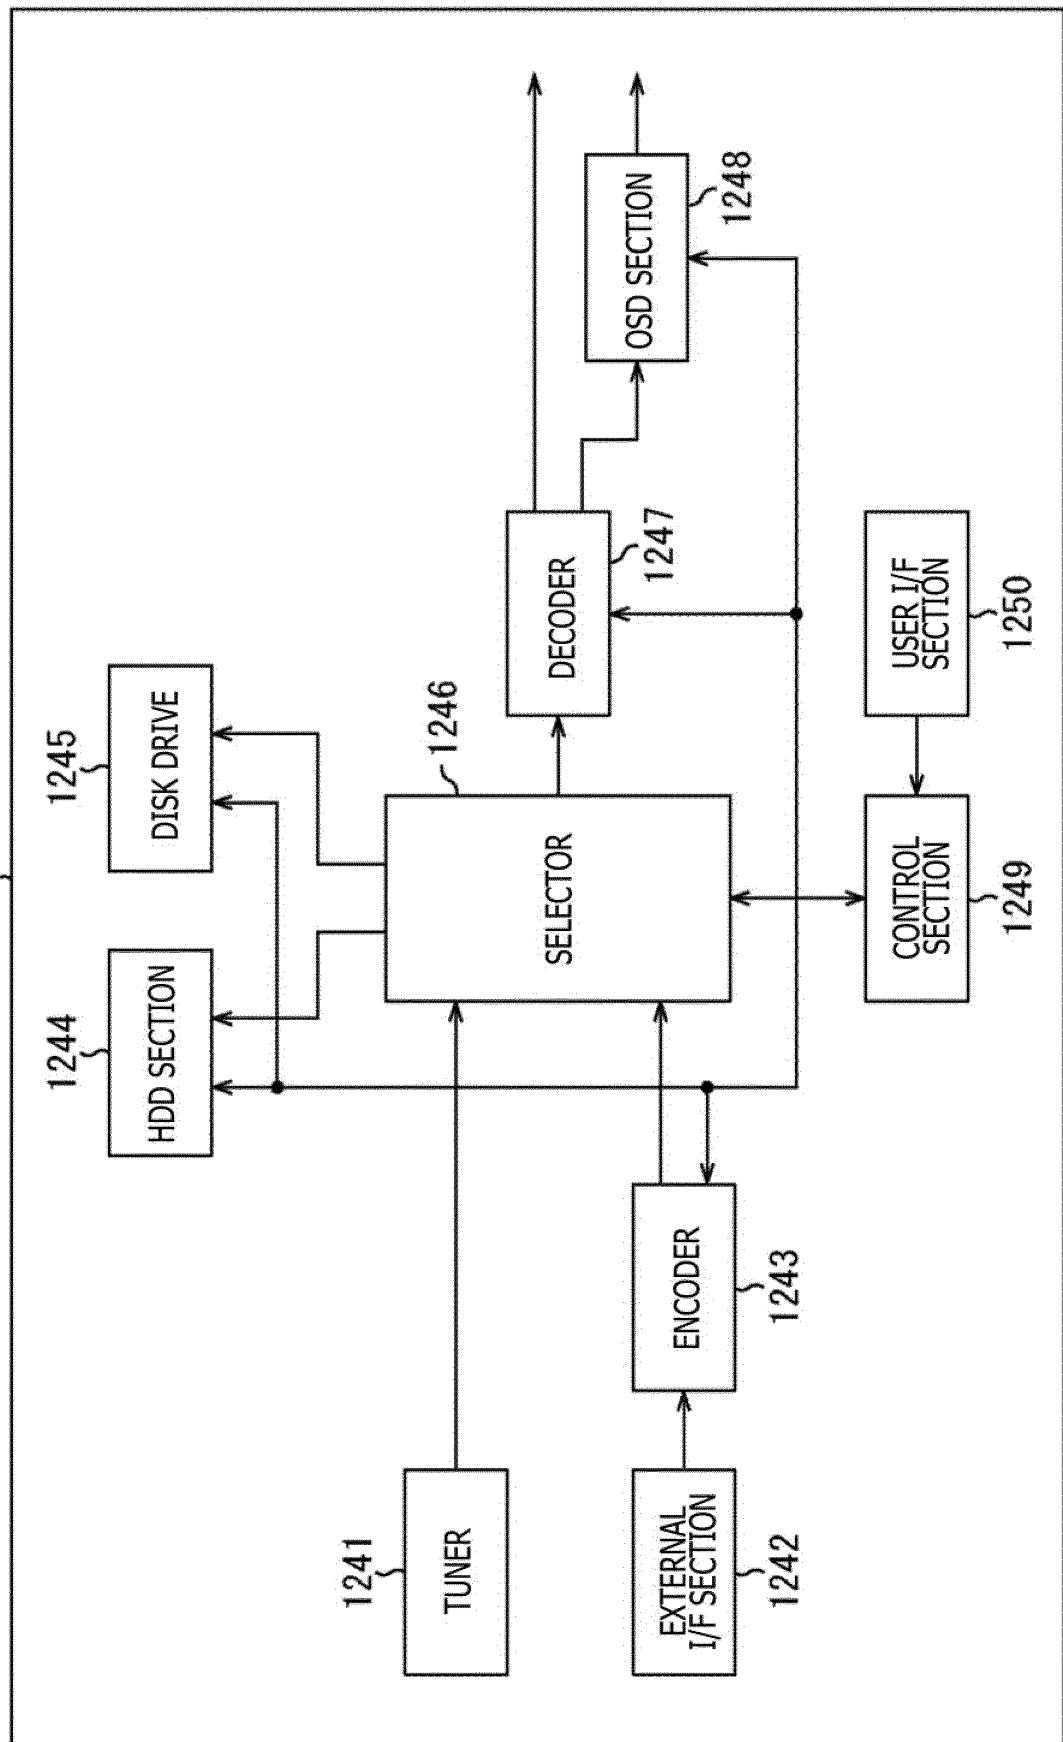 1244
HDD SECTION
1245
DISK DRIVE
1241
TUNER
1246
SELECTOR
1247
DECODER
1248
OSD SECTION
1242
EXTERNAL
I/F SECTION
1243
ENCODER
1249
CONTROL
SECTION
1250
USER I/F
SECTION